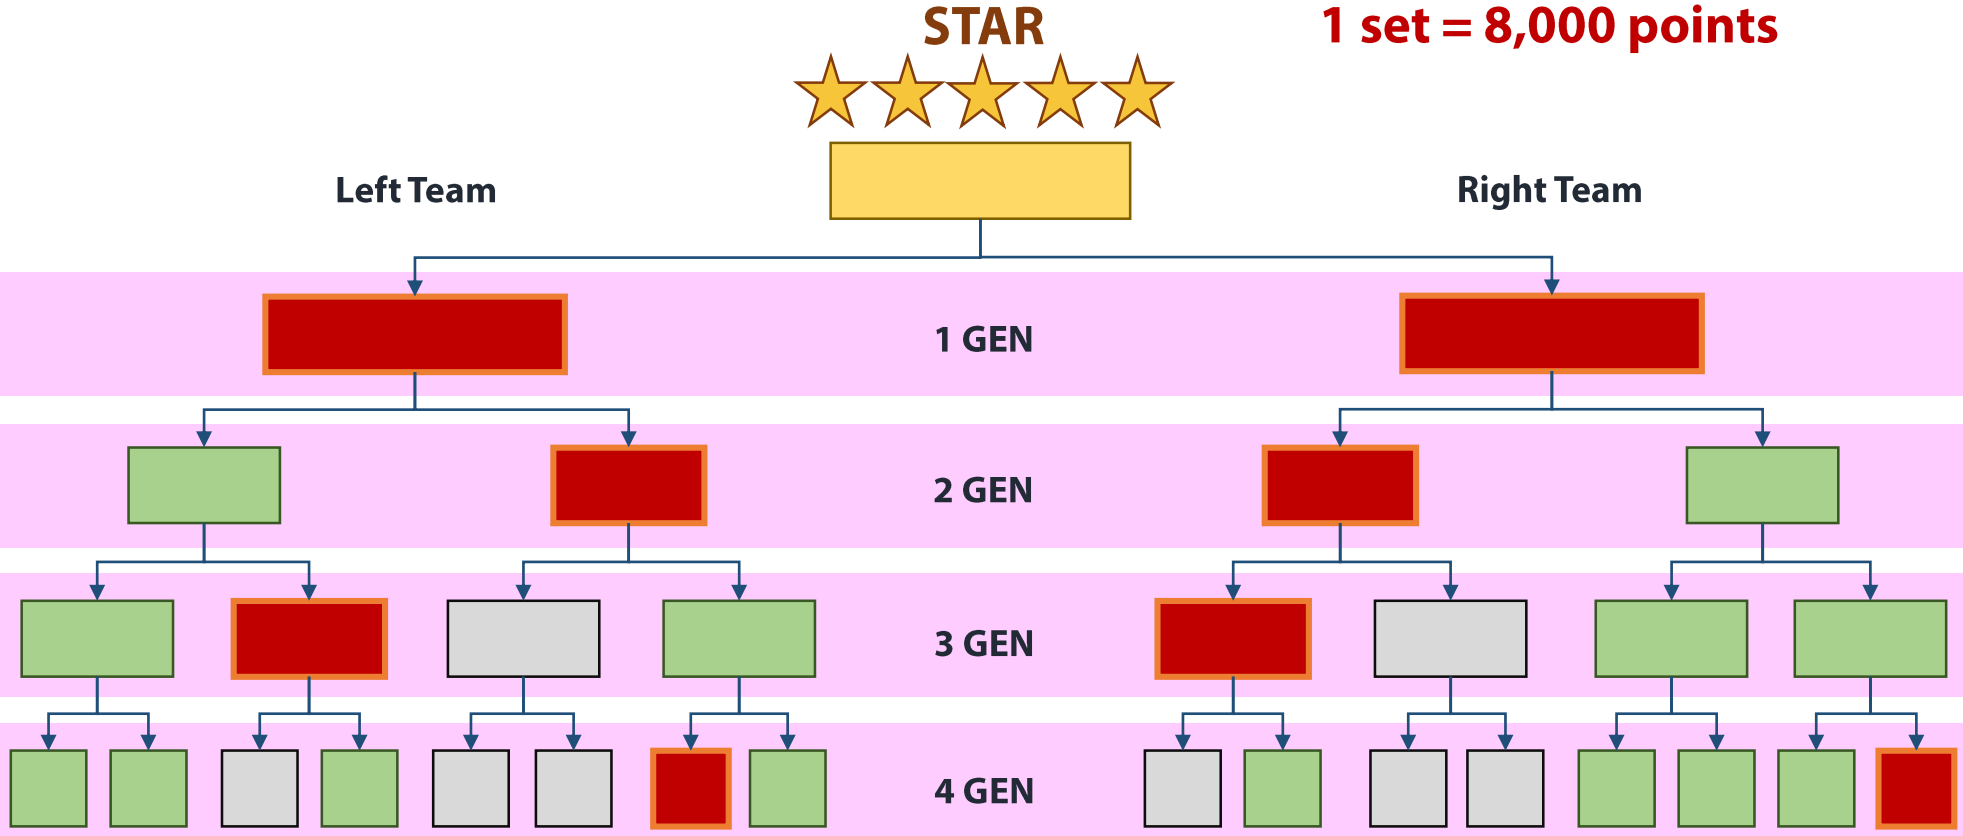 STAR
1 set = 8,000 points
Left Team
Right Team
1 GEN
2 GEN
3 GEN
4 GEN